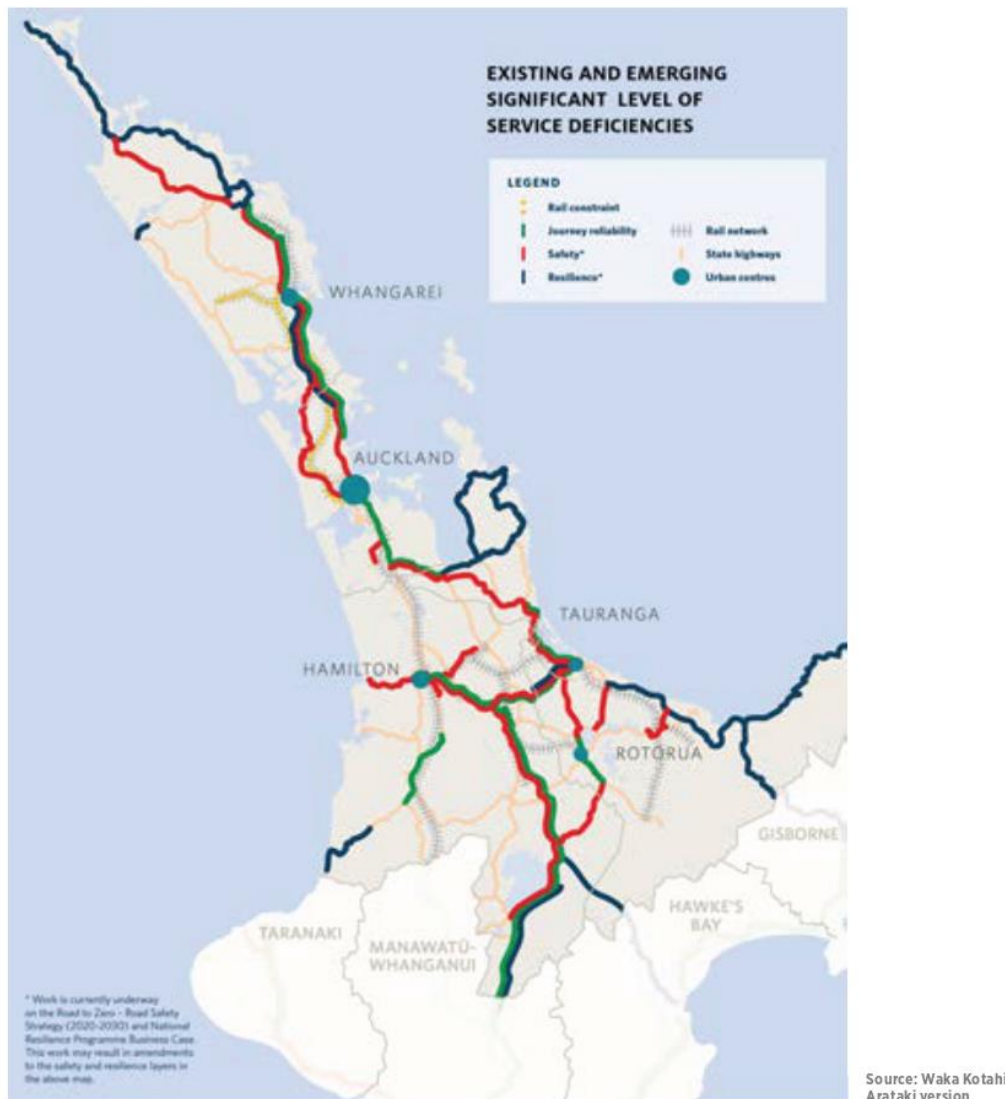 EXISTING AND EMERGING
SIGNIFICANT LEVEL OF
SERVICE DEFICIENCIES
LEGEND
Rail constraint
Journey reliability
Safety*
Resilience*
Rail network
State highways
Urban centres
WHANGAREI
AUCKLAND
TAURANGA
HAMILTON
ROTORUA
GISBORNE
HAWKE'S
BAY
TARANAKI
MANAWATŪ-
WHANGANUI
* Work is currently underway
on the Road to Zero – Road Safety
Strategy (2020-2030) and National
Resilience Programme Business Case.
This work may result in amendments
to the safety and resilience layers in
the above map.
Source: Waka Kotahi
Arataki version